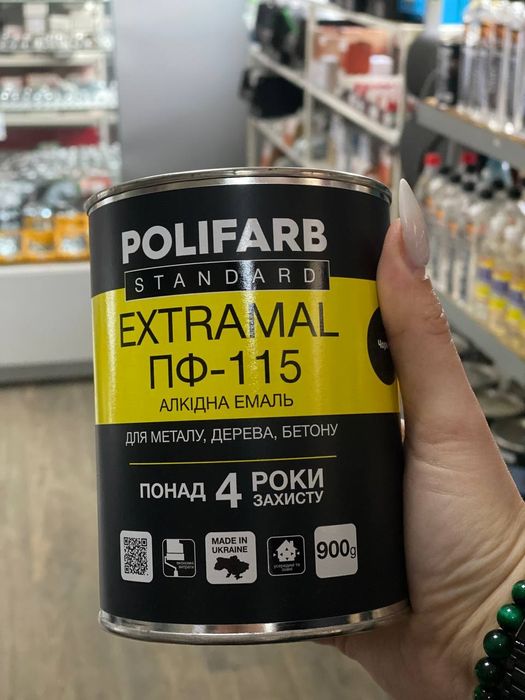 POLIFARB
STANDARD
EXTRAMAL
ПФ-115
АЛКІДНА ЕМАЛЬ
ДЛЯ МЕТАЛУ, ДЕРЕВА, БЕТОНУ
ПОНАД 4 РОКИ
ЗАХИСТУ
MADE IN
UKRAINE
900g